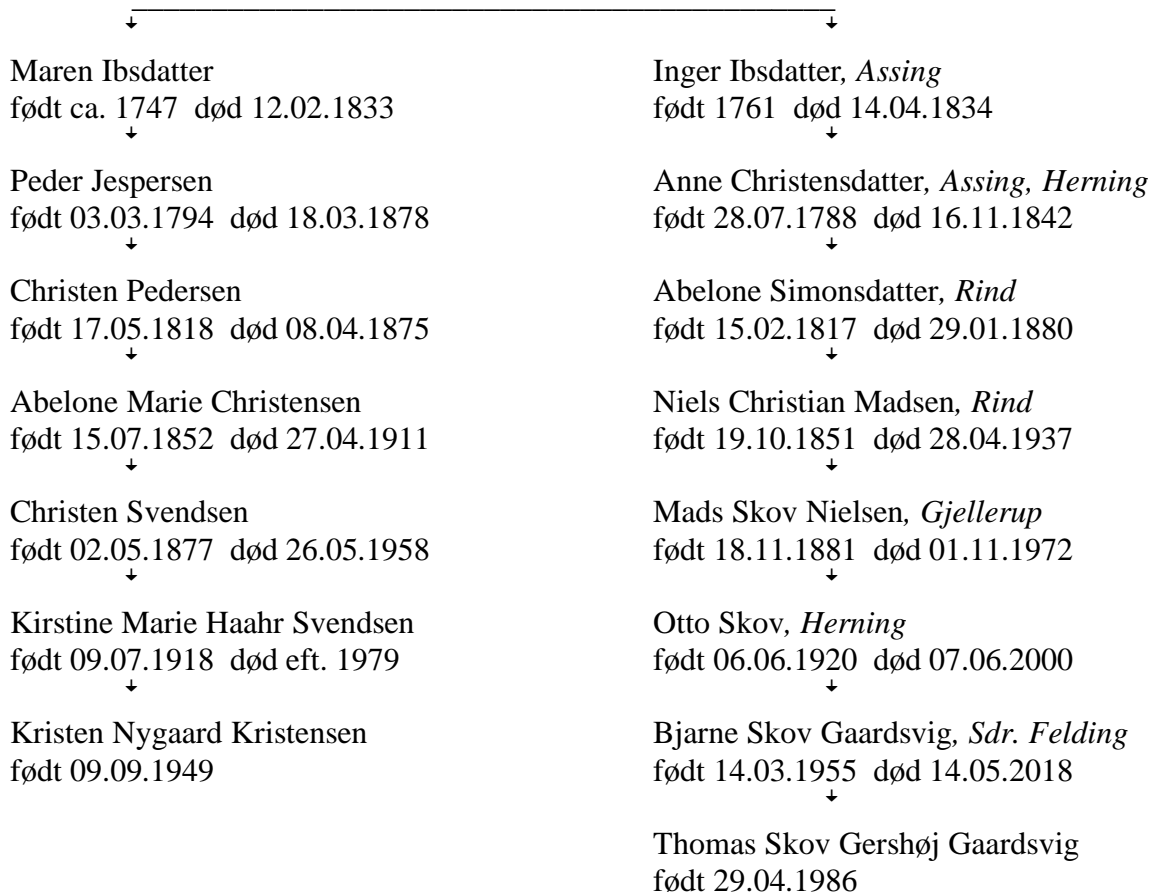 Maren Ibsdatter
født ca. 1747 død 12.02.1833
Peder Jespersen
født 03.03.1794 død 18.03.1878
Christen Pedersen
født 17.05.1818 død 08.04.1875
Abelone Marie Christensen
født 15.07.1852 død 27.04.1911
Christen Svendsen
født 02.05.1877 død 26.05.1958
Kirstine Marie Haahr Svendsen
født 09.07.1918 død eft. 1979
Kristen Nygaard Kristensen
født 09.09.1949
Inger Ibsdatter, Assing
født 1761 død 14.04.1834
Anne Christensdatter, Assing, Herning
født 28.07.1788 død 16.11.1842
Abelone Simonsdatter, Rind
født 15.02.1817 død 29.01.1880
Niels Christian Madsen, Rind
født 19.10.1851 død 28.04.1937
Mads Skov Nielsen, Gjellerup
født 18.11.1881 død 01.11.1972
Otto Skov, Herning
født 06.06.1920 død 07.06.2000
Bjarne Skov Gaardsvig, Sdr. Felding
født 14.03.1955 død 14.05.2018
Thomas Skov Gershøj Gaardsvig
født 29.04.1986